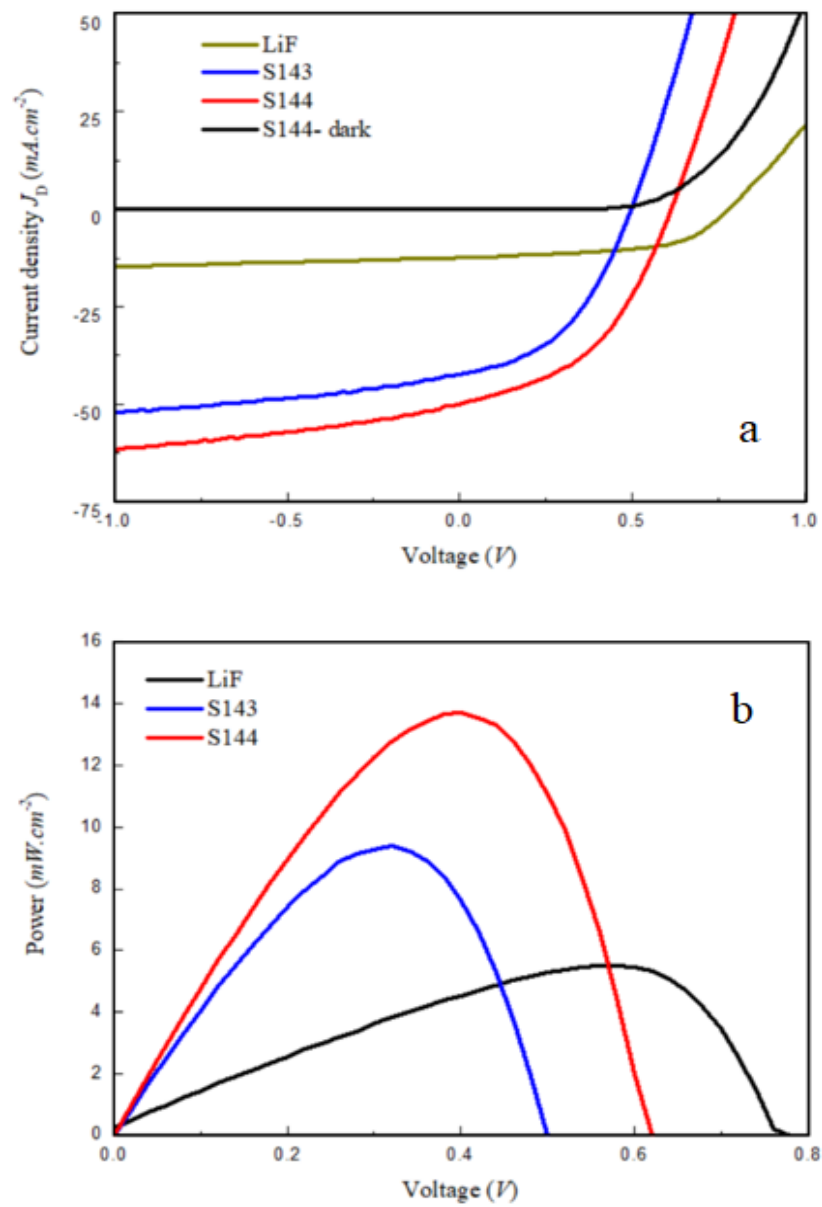 50
LiF
S143
S144
S144- dark
25
0
-25
-50
-75
Current density J_D (mA.cm⁻²)
a
-1.0 -0.5 0.0 0.5 1.0
Voltage (V)
16
LiF
S143
S144
b
14
12
10
8
6
4
2
0
Power (mW.cm⁻²)
0.0 0.2 0.4 0.6 0.8
Voltage (V)